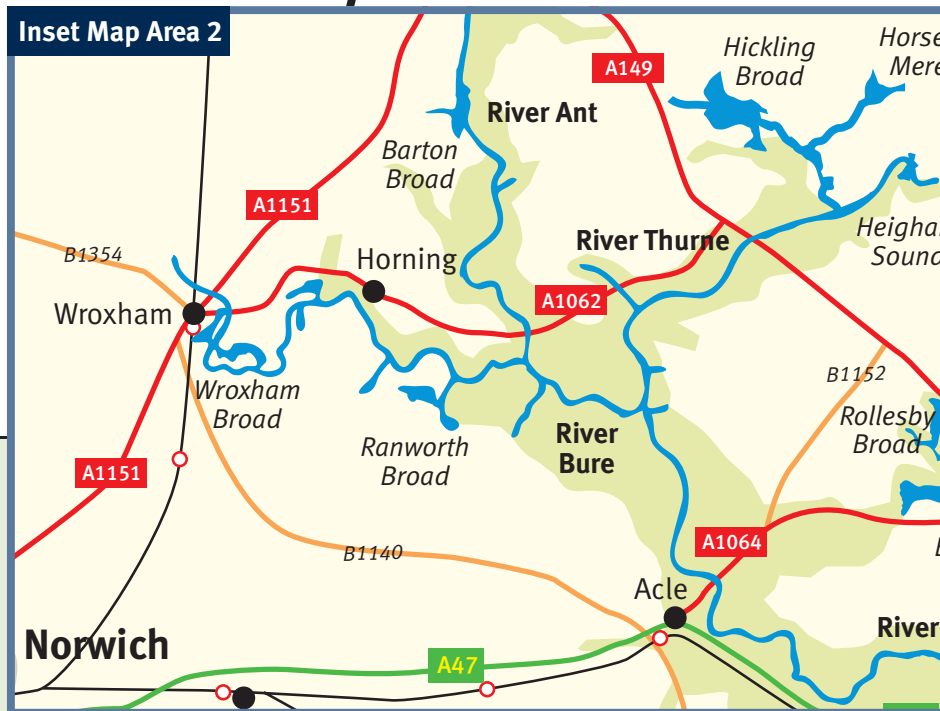 Inset Map Area 2
Hickling
Broad
Horse
Mere
A149
River Ant
Barton
Broad
A1151
River Thurne
Heigham
Sound
B1354
Horning
A1062
Wroxham
B1152
Wroxham
Broad
Rollesby
Broad
Ranworth
Broad
River
Bure
A1151
A1064
B1140
Acle
Norwich
River
A47